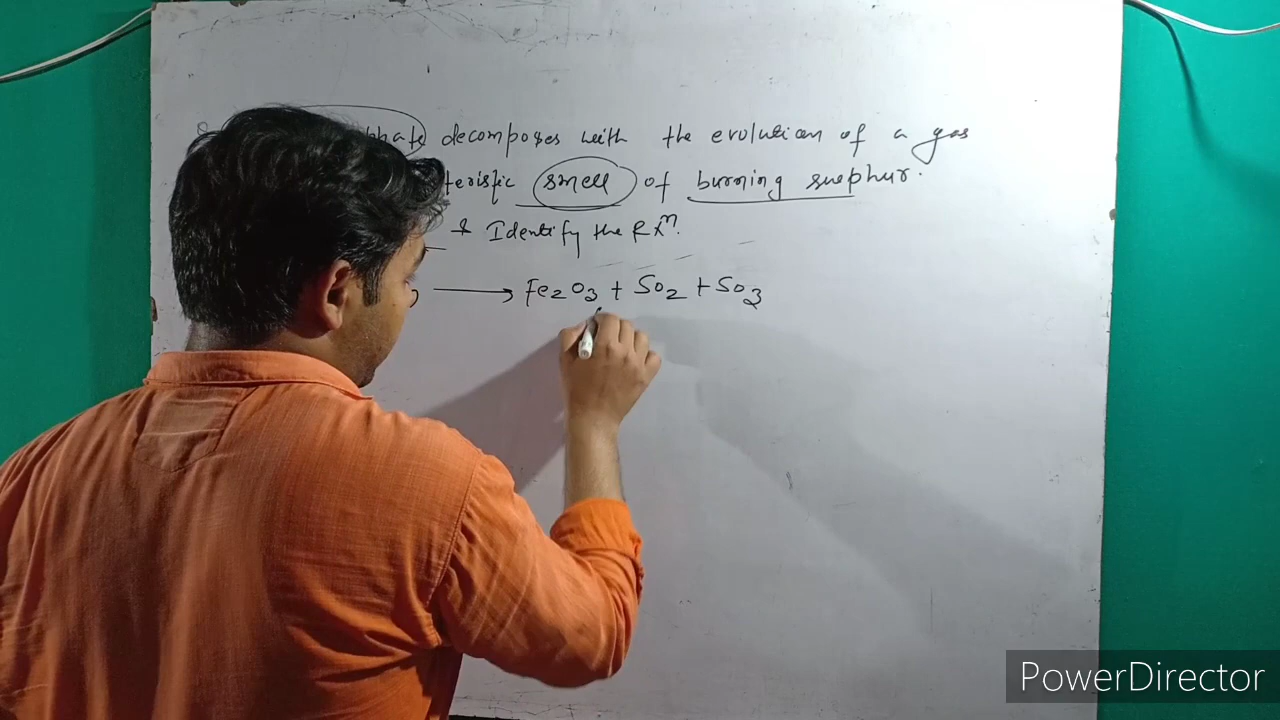 decomposes with the evolution of a gas
smell of burning sulphur.
& Identify the RXⁿ.
⟶ Fe₂O₃ + SO₂ + SO₃
PowerDirector